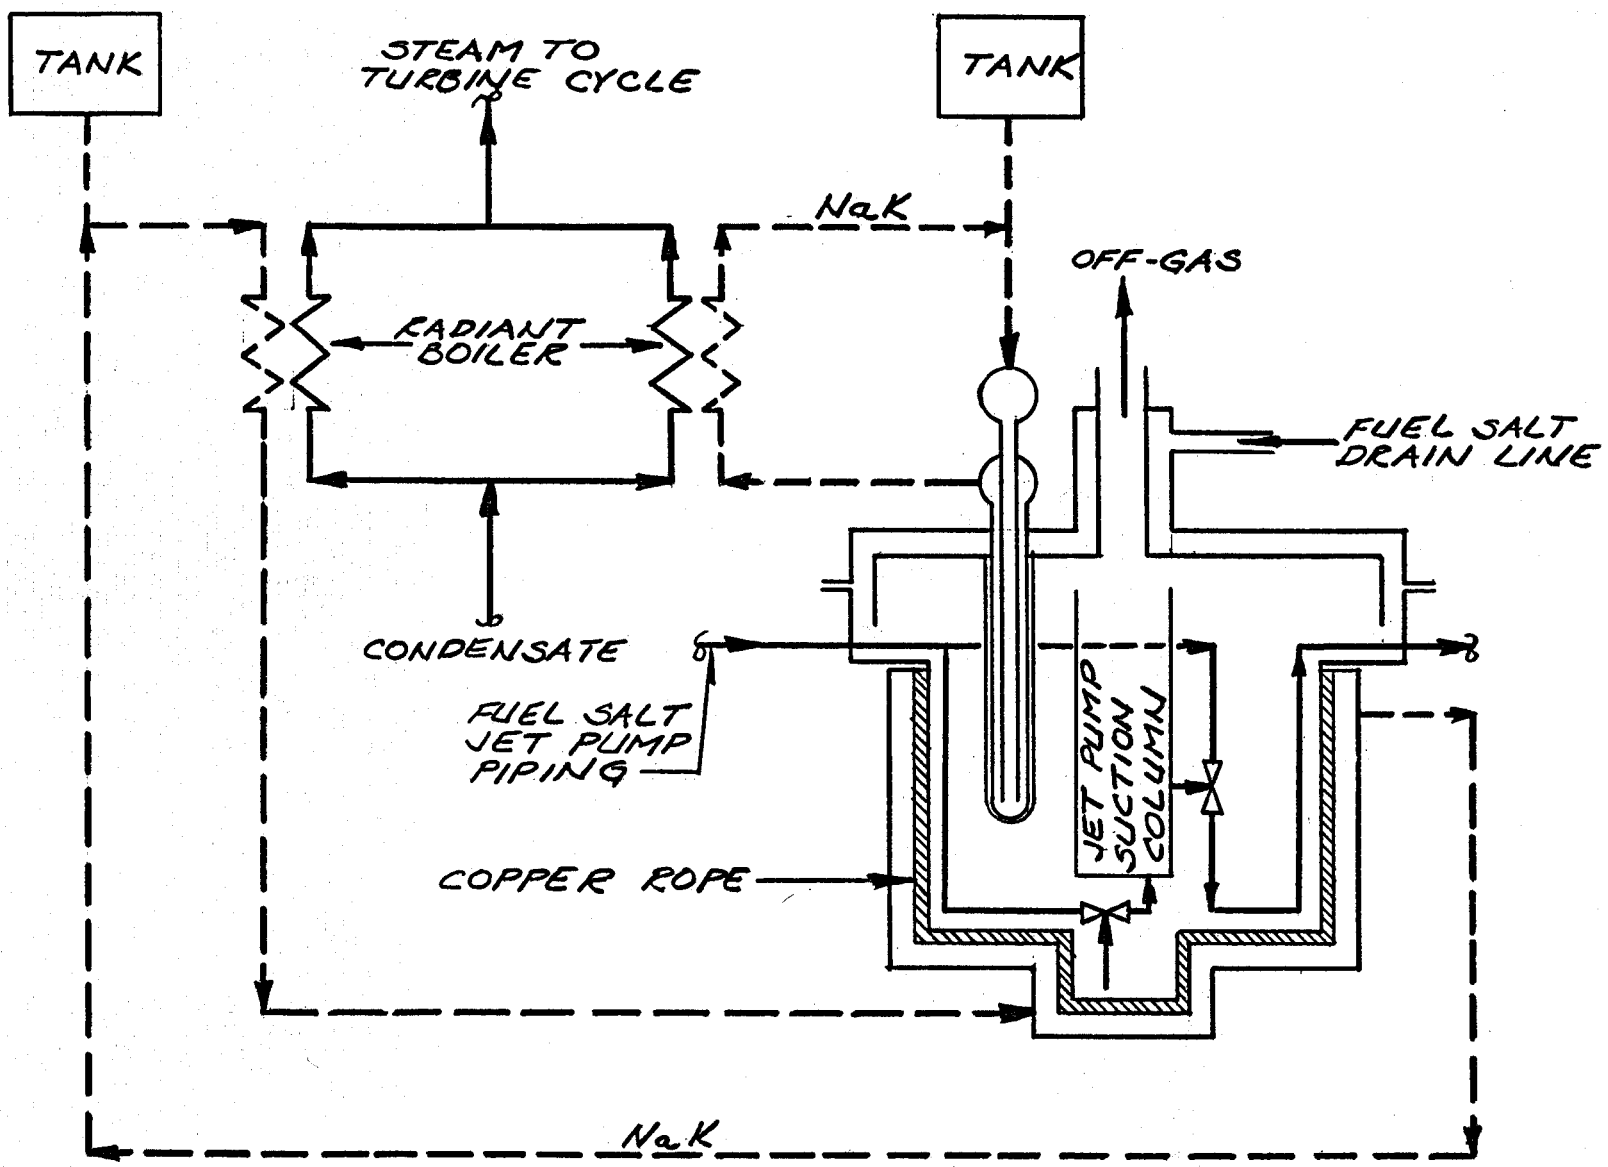 TANK
STEAM TO
TURBINE CYCLE
TANK
NaK
OFF-GAS
RADIANT
BOILER
FUEL SALT
DRAIN LINE
CONDENSATE
FUEL SALT
JET PUMP
PIPING
JET PUMP
SUCTION
COLUMN
COPPER ROPE
NaK